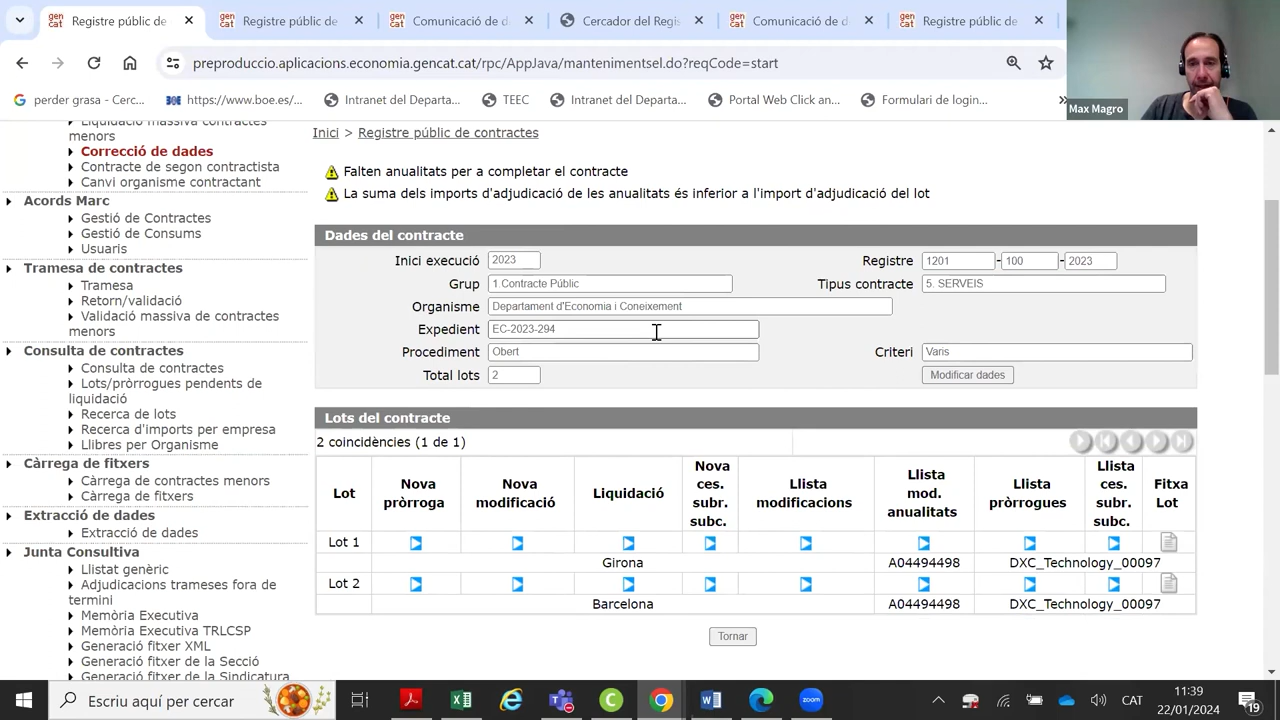 Registre públic de
Registre públic de
Comunicació de d
Cercador del Regis
Comunicació de d
Registre públic de
preproduccio.aplicacions.economia.gencat.cat/rpc/AppJava/mantenimentsel.do?reqCode=start
perder grasa - Cerc...
https://www.boe.es/...
Intranet del Departa...
TEEC
Intranet del Departa...
Portal Web Click an...
Formulari de login...
Max Magro
Liquidació massiva contractes
menors
Correcció de dades
Contracte de segon contractista
Canvi organisme contractant
Acords Marc
Gestió de Contractes
Gestió de Consums
Usuaris
Tramesa de contractes
Tramesa
Retorn/validació
Validació massiva de contractes
menors
Consulta de contractes
Consulta de contractes
Lots/pròrrogues pendents de
liquidació
Recerca de lots
Recerca d'imports per empresa
Llibres per Organisme
Càrrega de fitxers
Càrrega de contractes menors
Càrrega de fitxers
Extracció de dades
Extracció de dades
Junta Consultiva
Llistat genèric
Adjudicacions trameses fora de
termini
Memòria Executiva
Memòria Executiva TRLCSP
Generació fitxer XML
Generació fitxer de la Secció
Generació fitxer de la Sindicatura
Inici > Registre públic de contractes
Falten anualitats per a completar el contracte
La suma dels imports d'adjudicació de les anualitats és inferior a l'import d'adjudicació del lot
Dades del contracte
Inici execució 2023 Registre 1201 - 100 - 2023
Grup 1.Contracte Públic Tipus contracte 5. SERVEIS
Organisme Departament d'Economia i Coneixement
Expedient EC-2023-294
Procediment Obert Criteri Varis
Total lots 2 Modificar dades
Lots del contracte
2 coincidències (1 de 1)
Lot Nova pròrroga Nova modificació Liquidació Nova ces. subr. subc. Llista modificacions Llista mod. anualitats Llista pròrrogues Llista ces. subr. subc. Fitxa Lot
Lot 1
Girona A04494498 DXC_Technology_00097
Lot 2
Barcelona A04494498 DXC_Technology_00097
Tornar
Escriu aquí per cercar
CAT
11:39
22/01/2024
19